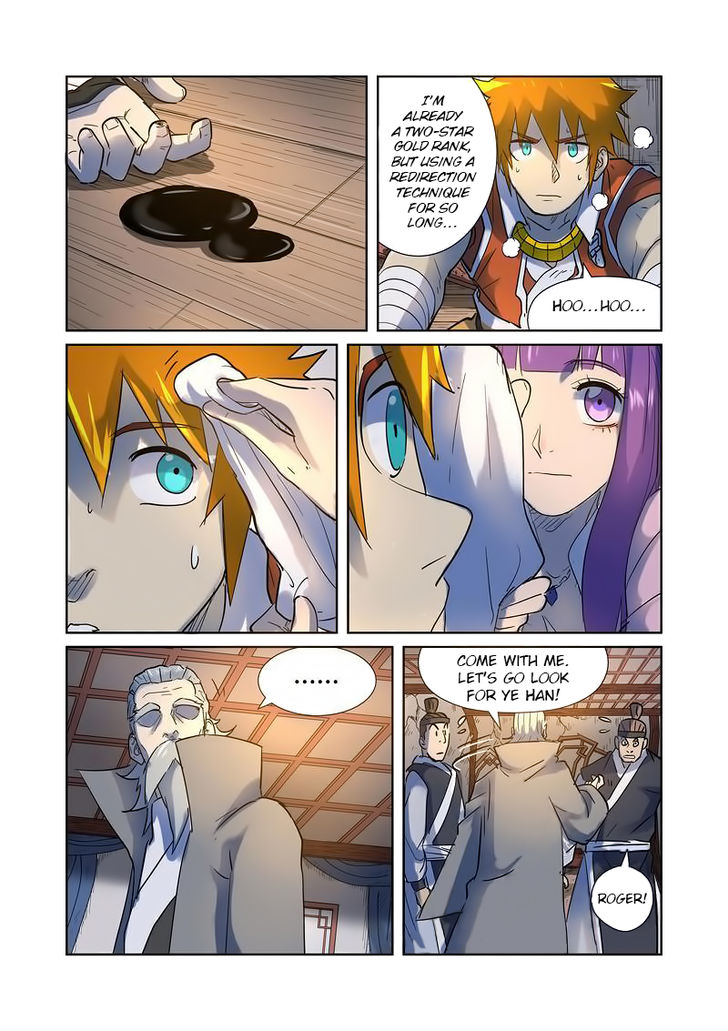 I'M
ALREADY
A TWO-STAR
GOLD RANK,
BUT USING A
REDIRECTION
TECHNIQUE
FOR SO
LONG...
HOO...HOO...
......
COME WITH ME.
LET'S GO LOOK
FOR YE HAN!
ROGER!